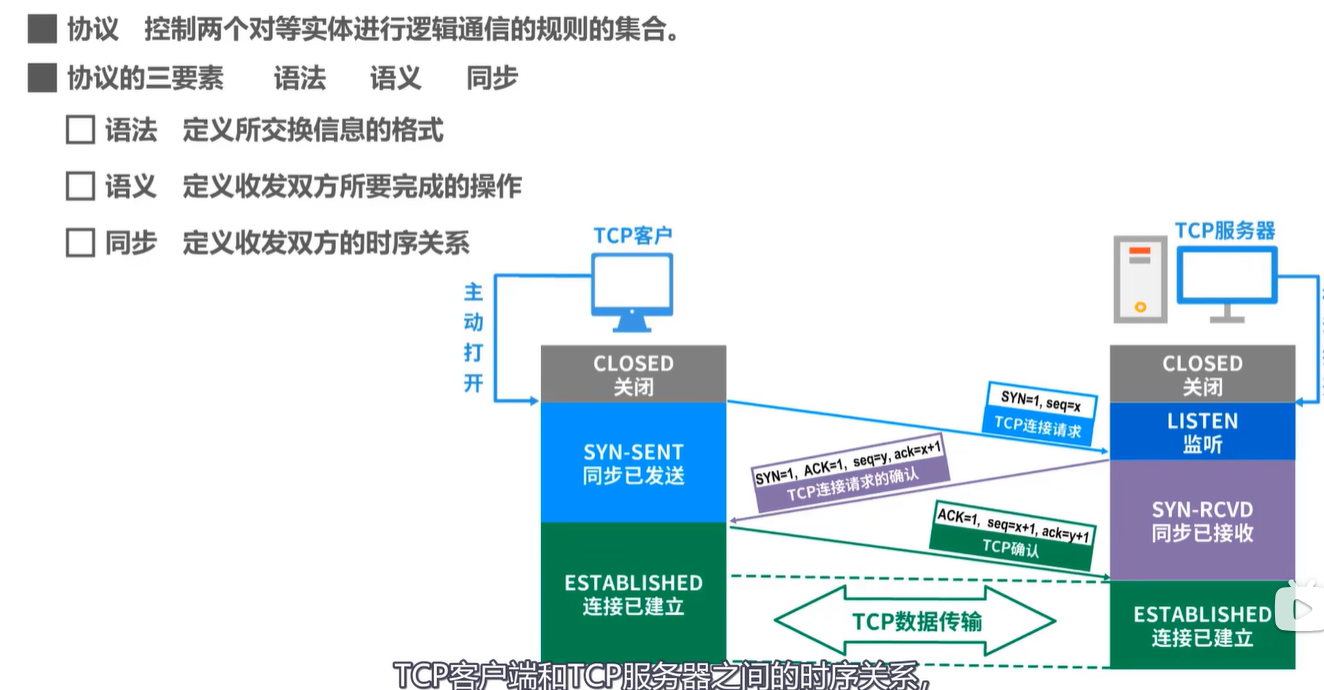 协议 控制两个对等实体进行逻辑通信的规则的集合。
协议的三要素 语法 语义 同步
语法 定义所交换信息的格式
语义 定义收发双方所要完成的操作
同步 定义收发双方的时序关系
TCP客户
TCP服务器
主动打开
CLOSED
关闭
CLOSED
关闭
SYN=1, seq=x
TCP连接请求
LISTEN
监听
SYN-SENT
同步已发送
SYN=1, ACK=1, seq=y, ack=x+1
TCP连接请求的确认
SYN-RCVD
同步已接收
ACK=1, seq=x+1, ack=y+1
TCP确认
ESTABLISHED
连接已建立
TCP数据传输
ESTABLISHED
连接已建立
TCP客户端和TCP服务器之间的时序关系，